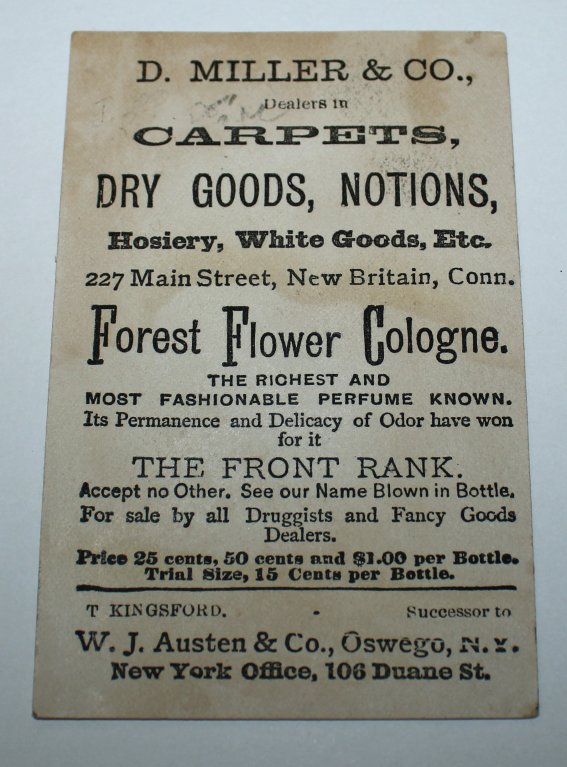 D. MILLER & CO.,
Dealers in
CARPETS,
DRY GOODS, NOTIONS,
Hosiery, White Goods, Etc.
227 Main Street, New Britain, Conn.
Forest Flower Cologne.
THE RICHEST AND
MOST FASHIONABLE PERFUME KNOWN.
Its Permanence and Delicacy of Odor have won
for it
THE FRONT RANK.
Accept no Other. See our Name Blown in Bottle.
For sale by all Druggists and Fancy Goods
Dealers.
Price 25 cents, 50 cents and $1.00 per Bottle.
Trial Size, 15 Cents per Bottle.
T KINGSFORD. - Successor to
W. J. Austen & Co., Oswego, N. Y.
New York Office, 106 Duane St.